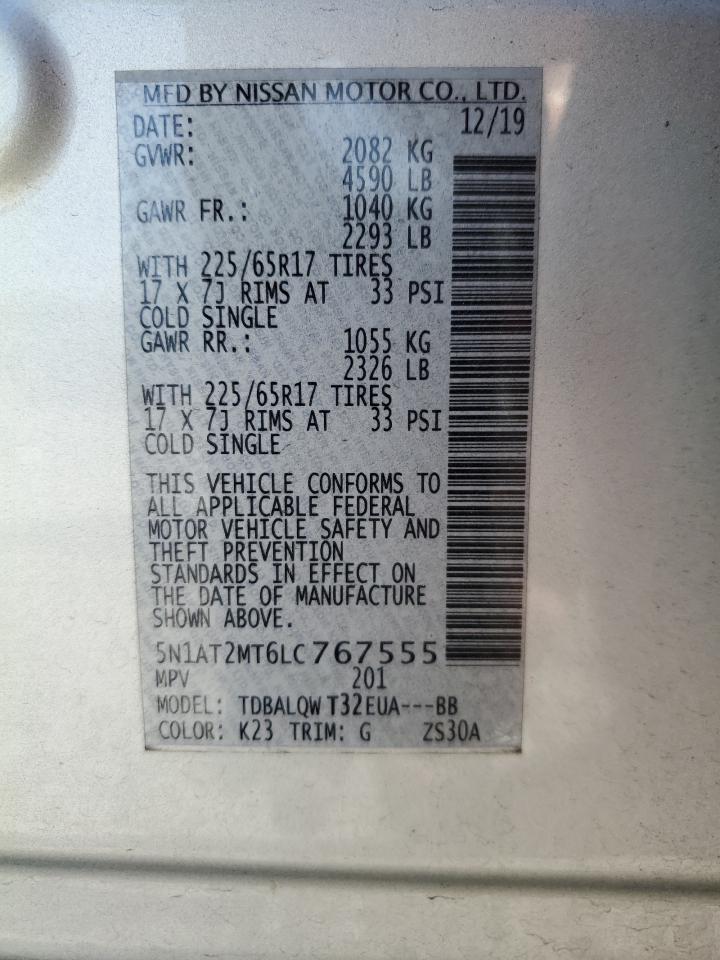 MFD BY NISSAN MOTOR CO., LTD.
DATE: 12/19
GVWR: 2082 KG
4590 LB
GAWR FR.: 1040 KG
2293 LB
WITH 225/65R17 TIRES
17 X 7J RIMS AT 33 PSI
COLD SINGLE
GAWR RR.: 1055 KG
2326 LB
WITH 225/65R17 TIRES
17 X 7J RIMS AT 33 PSI
COLD SINGLE
THIS VEHICLE CONFORMS TO
ALL APPLICABLE FEDERAL
MOTOR VEHICLE SAFETY AND
THEFT PREVENTION
STANDARDS IN EFFECT ON
THE DATE OF MANUFACTURE
SHOWN ABOVE.
5N1AT2MT6LC767555
MPV 201
MODEL: TDBALQW T32EUA---BB
COLOR: K23 TRIM: G ZS30A